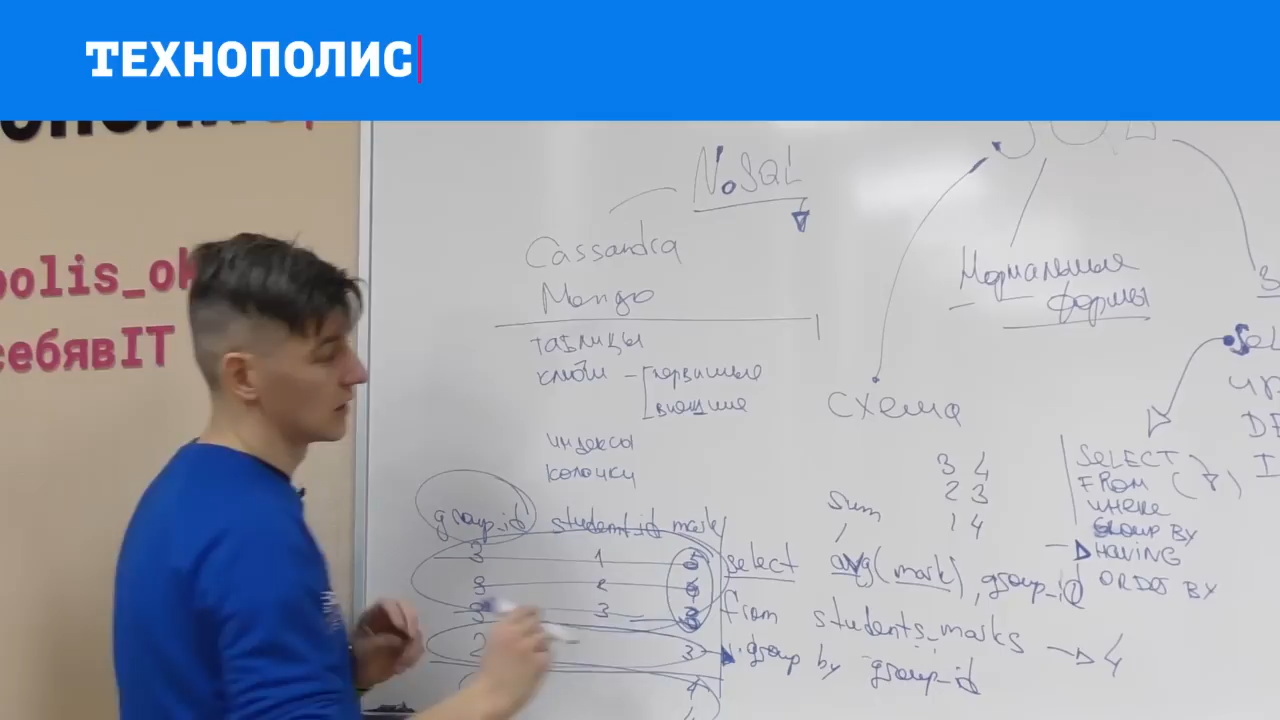 ТЕХНОПОЛИС
polis_ok
себявIT
NoSQL
Cassandra
Mongo
таблицы
ключи - первичные
внешние
индексы
колонки
Нормальные
формы
схема
SELECT
FROM
WHERE
GROUP BY
HAVING
ORDER BY
3 4
2 3
1 4
sum
group_id student_id mark
3 1 5
3 2 4
3 3 3
2 3
4
select avg(mark), group_id
from students_marks → 4
group by group_id